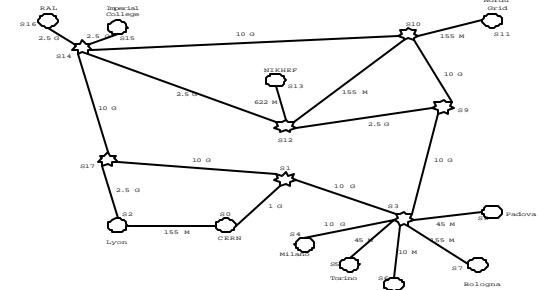 RAL
Imperial
College
Grid
S16
2.5 G
2.5 G
S15
S14
10 G
S10
155 M
S11
NIKHEF
S13
10 G
2.5 G
622 M
155 M
10 G
S12
2.5 G
S9
S17
10 G
S1
10 G
2.5 G
10 G
S2
S0
1 G
S3
Lyon
155 M
CERN
10 G
S4
Milano
45 M
Padova
45 M
155 M
10 M
S5
Torino
S6
S7
Bologna